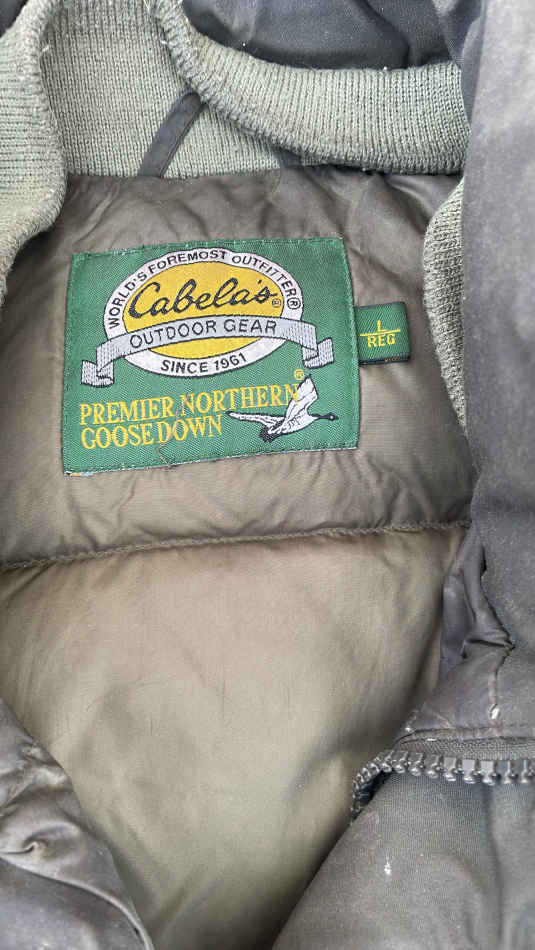 WORLD'S FOREMOST OUTFITTER®
Cabela's®
OUTDOOR GEAR
SINCE 1961
PREMIER NORTHERN®
GOOSE DOWN
L
REG